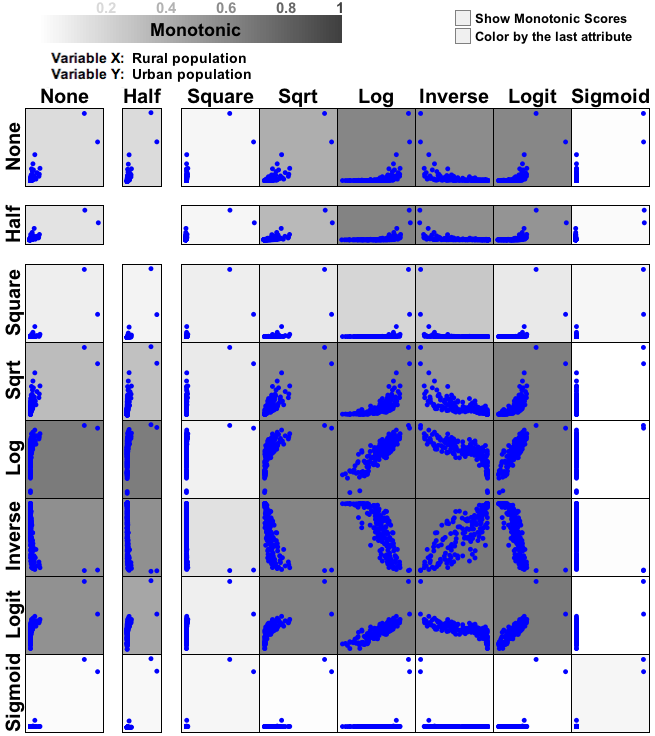 0.2 0.4 0.6 0.8 1
Monotonic
Show Monotonic Scores
Color by the last attribute
Variable X: Rural population
Variable Y: Urban population
None Half Square Sqrt Log Inverse Logit Sigmoid
None
Half
Square
Sqrt
Log
Inverse
Logit
Sigmoid